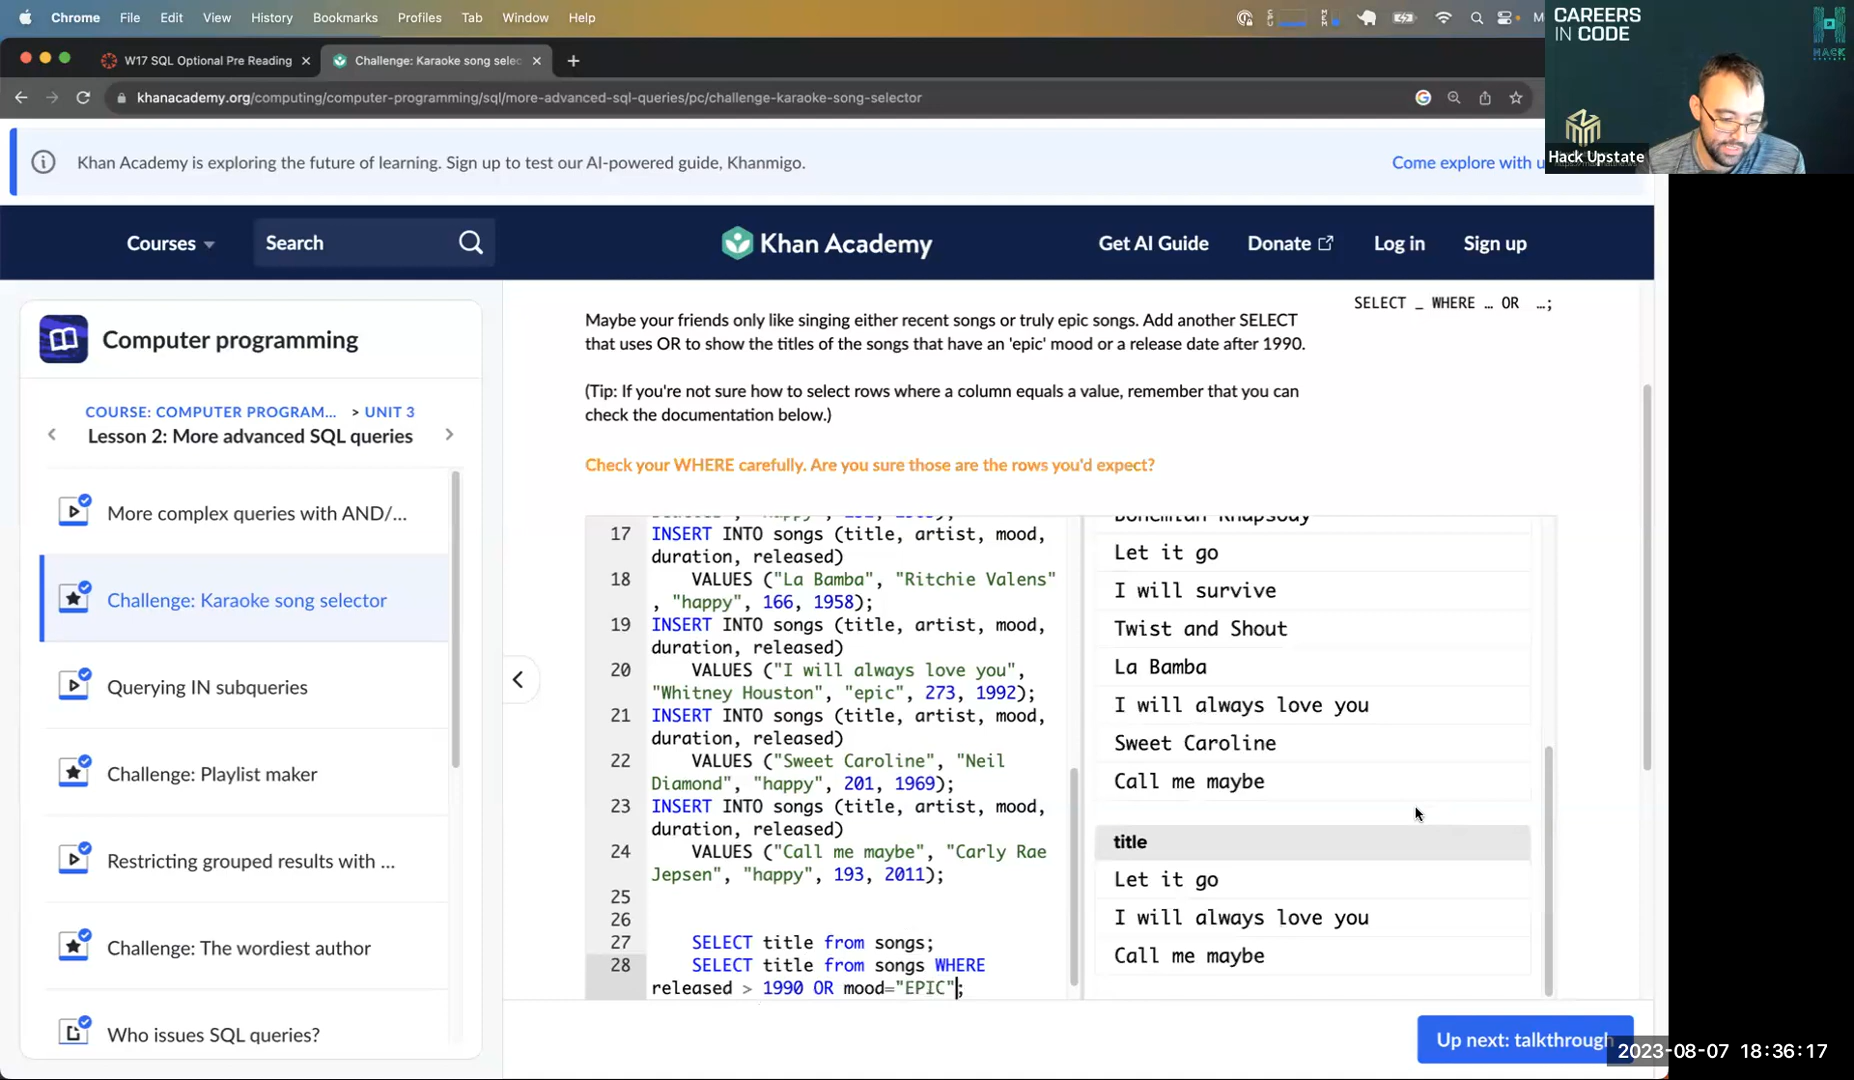 Chrome File Edit View History Bookmarks Profiles Tab Window Help
CAREERS
IN CODE
HACK
UPSTATE
Hack Upstate
W17 SQL Optional Pre Reading
Challenge: Karaoke song selec
khanacademy.org/computing/computer-programming/sql/more-advanced-sql-queries/pc/challenge-karaoke-song-selector
Khan Academy is exploring the future of learning. Sign up to test our AI-powered guide, Khanmigo.
Come explore with u
Courses
Search
Khan Academy
Get AI Guide
Donate
Log in
Sign up
Computer programming
COURSE: COMPUTER PROGRAM... > UNIT 3
Lesson 2: More advanced SQL queries
More complex queries with AND/...
Challenge: Karaoke song selector
Querying IN subqueries
Challenge: Playlist maker
Restricting grouped results with ...
Challenge: The wordiest author
Who issues SQL queries?
Maybe your friends only like singing either recent songs or truly epic songs. Add another SELECT
that uses OR to show the titles of the songs that have an 'epic' mood or a release date after 1990.
(Tip: If you're not sure how to select rows where a column equals a value, remember that you can
check the documentation below.)
SELECT _ WHERE … OR …;
Check your WHERE carefully. Are you sure those are the rows you'd expect?
17 INSERT INTO songs (title, artist, mood,
duration, released)
18 VALUES ("La Bamba", "Ritchie Valens"
, "happy", 166, 1958);
19 INSERT INTO songs (title, artist, mood,
duration, released)
20 VALUES ("I will always love you",
"Whitney Houston", "epic", 273, 1992);
21 INSERT INTO songs (title, artist, mood,
duration, released)
22 VALUES ("Sweet Caroline", "Neil
Diamond", "happy", 201, 1969);
23 INSERT INTO songs (title, artist, mood,
duration, released)
24 VALUES ("Call me maybe", "Carly Rae
Jepsen", "happy", 193, 2011);
25
26
27 SELECT title from songs;
28 SELECT title from songs WHERE
released > 1990 OR mood="EPIC";
Bohemian Rhapsody
Let it go
I will survive
Twist and Shout
La Bamba
I will always love you
Sweet Caroline
Call me maybe
title
Let it go
I will always love you
Call me maybe
Up next: talkthrough
2023-08-07 18:36:17